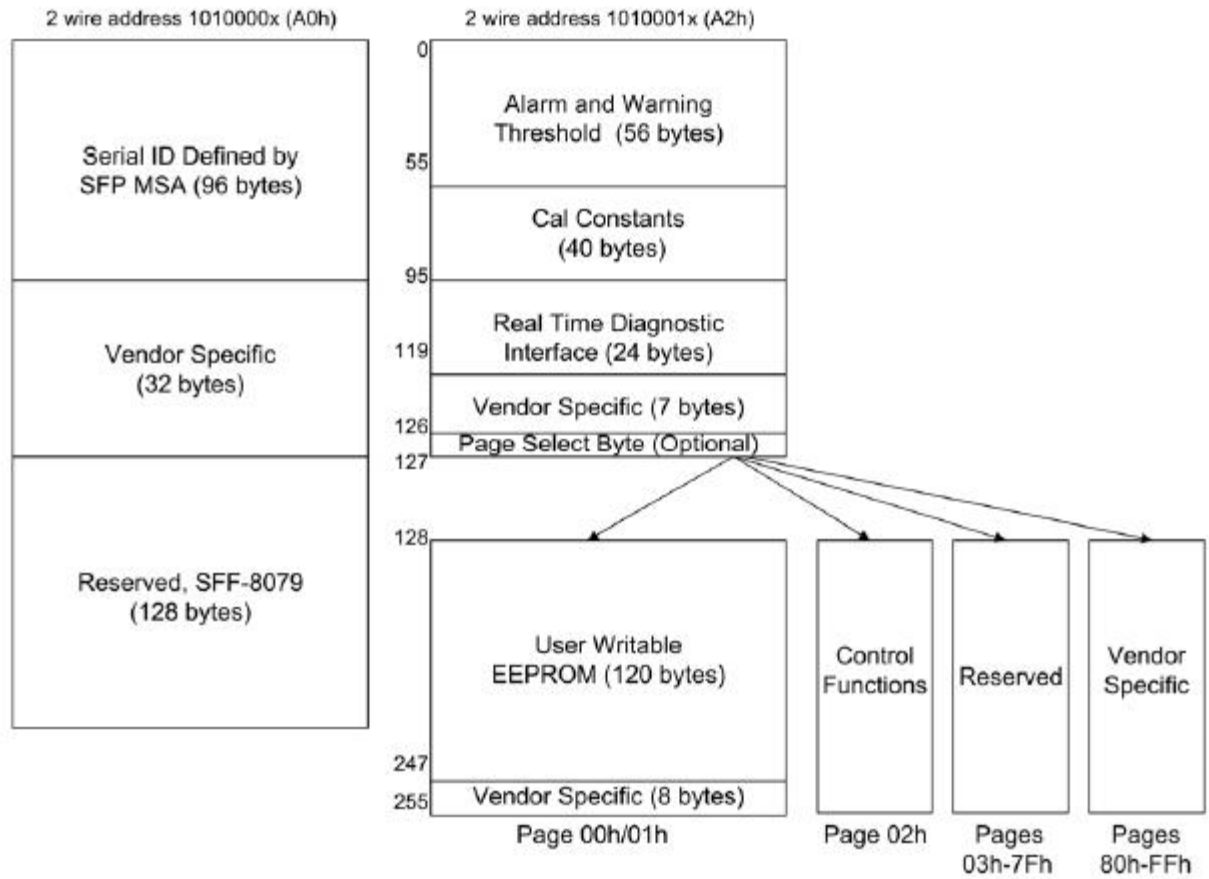 2 wire address 1010000x (A0h)
Serial ID Defined by
SFP MSA (96 bytes)
Vendor Specific
(32 bytes)
Reserved, SFF-8079
(128 bytes)
2 wire address 1010001x (A2h)
0
Alarm and Warning
Threshold (56 bytes)
55
Cal Constants
(40 bytes)
95
Real Time Diagnostic
Interface (24 bytes)
119
Vendor Specific (7 bytes)
126
Page Select Byte (Optional)
127
128
User Writable
EEPROM (120 bytes)
247
Vendor Specific (8 bytes)
255
Page 00h/01h
Control
Functions
Page 02h
Reserved
Pages
03h-7Fh
Vendor
Specific
Pages
80h-FFh